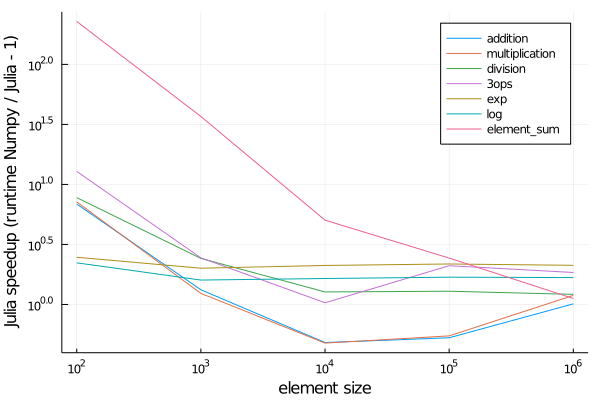 Julia speedup (runtime Numpy / Julia - 1)
10^2.0
10^1.5
10^1.0
10^0.5
10^0.0
addition
multiplication
division
3ops
exp
log
element_sum
10^2 10^3 10^4 10^5 10^6
element size